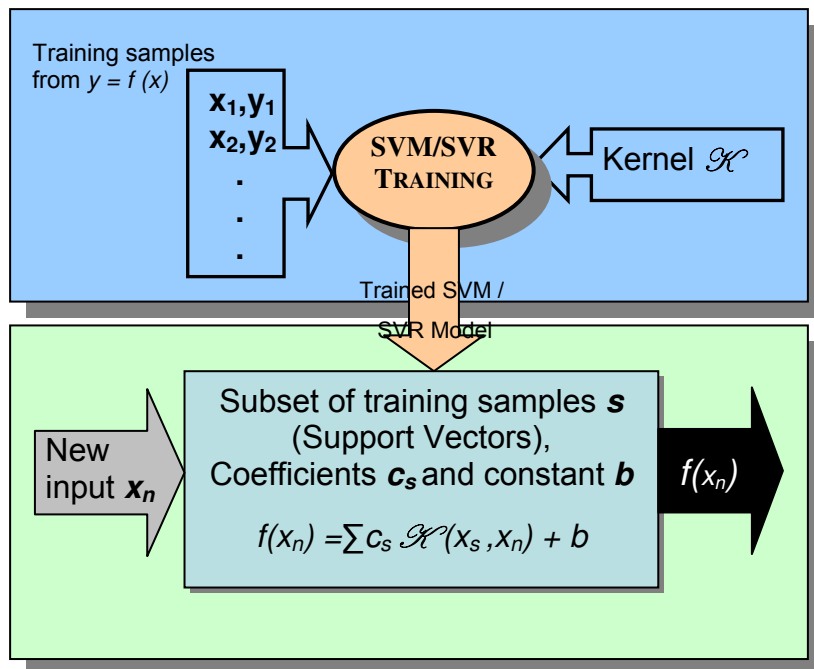 Training samples
from y = f (x)
x₁,y₁
x₂,y₂
.
.
.
SVM/SVR
TRAINING
Kernel 𝒦
Trained SVM /
SVR Model
New
input xₙ
Subset of training samples s
(Support Vectors),
Coefficients cₛ and constant b
f(xₙ) =∑cₛ 𝒦(xₛ ,xₙ) + b
f(xₙ)